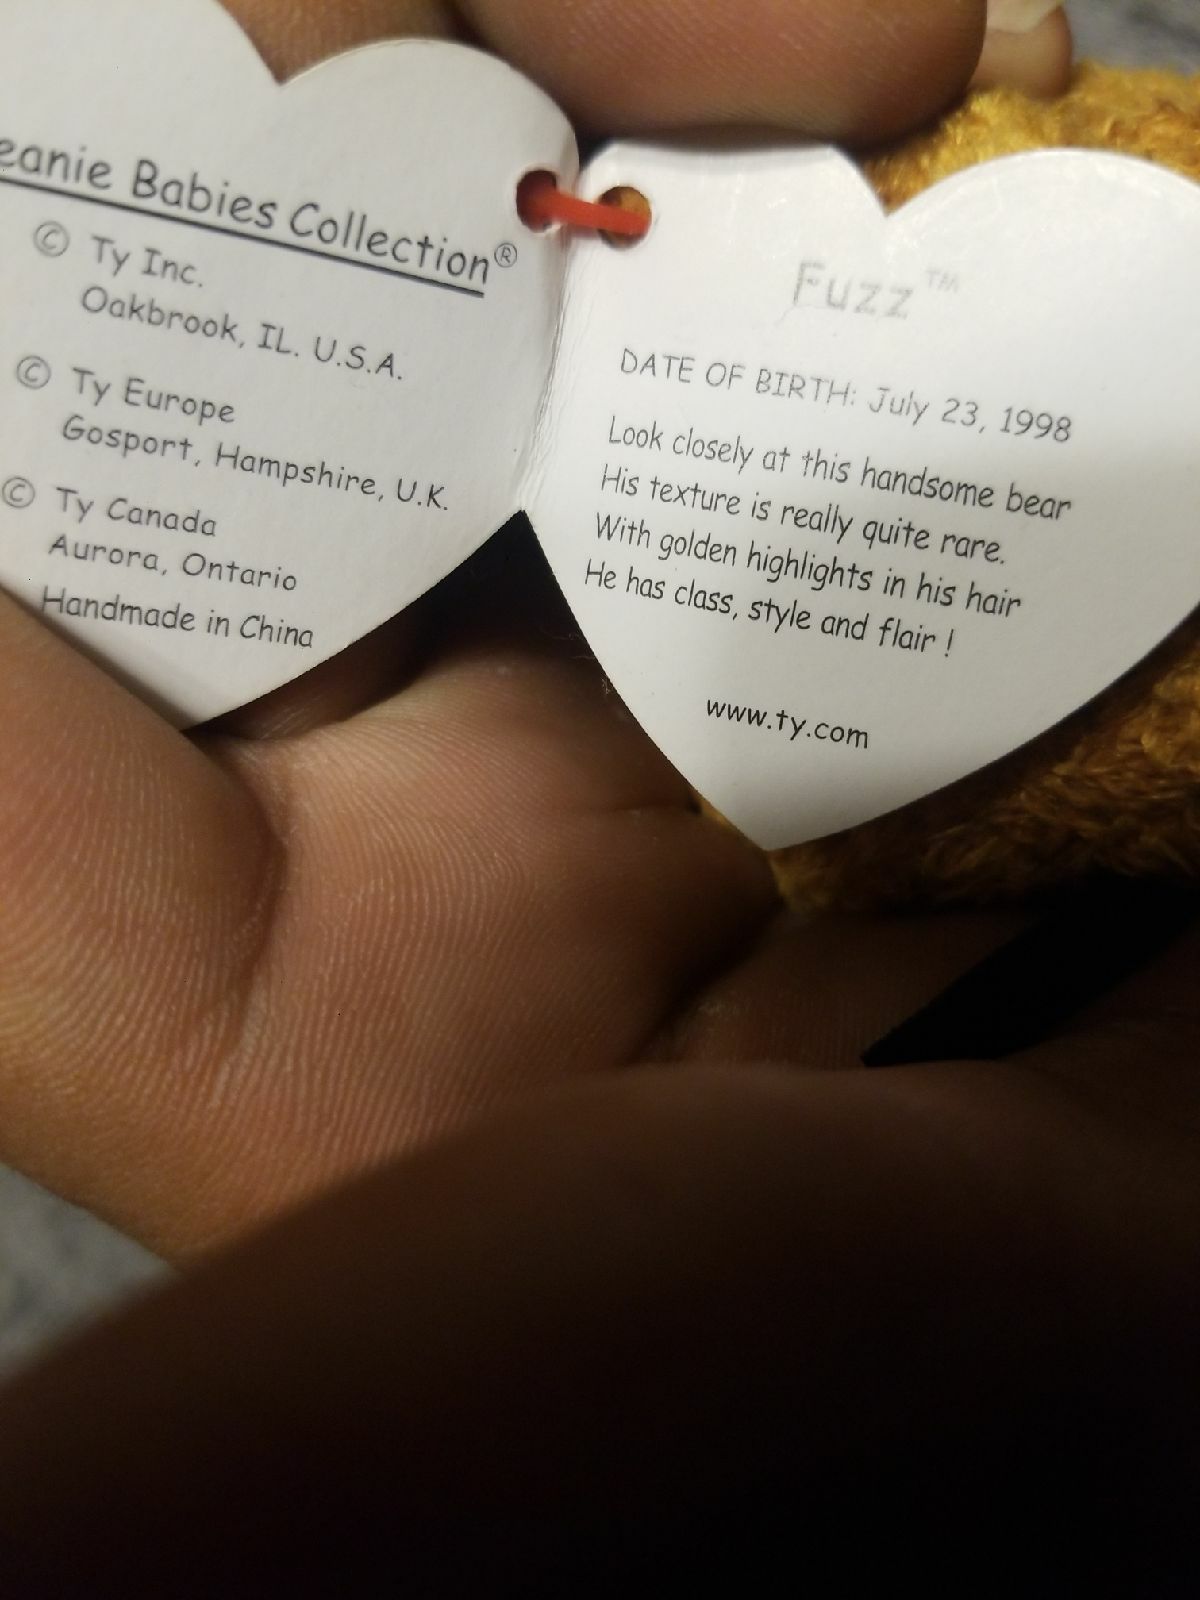 eanie Babies Collection®
© Ty Inc.
Oakbrook, IL. U.S.A.
© Ty Europe
Gosport, Hampshire, U.K.
© Ty Canada
Aurora, Ontario
Handmade in China
Fuzz™
DATE OF BIRTH: July 23, 1998
Look closely at this handsome bear
His texture is really quite rare.
With golden highlights in his hair
He has class, style and flair !
www.ty.com